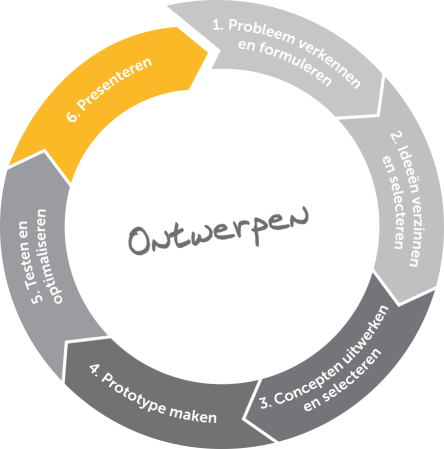 1. Probleem verkennen
en formuleren
2. Ideeën verzinnen
en selecteren
3. Concepten uitwerken
en selecteren
4. Prototype maken
5. Testen en
optimaliseren
6. Presenteren
Ontwerpen